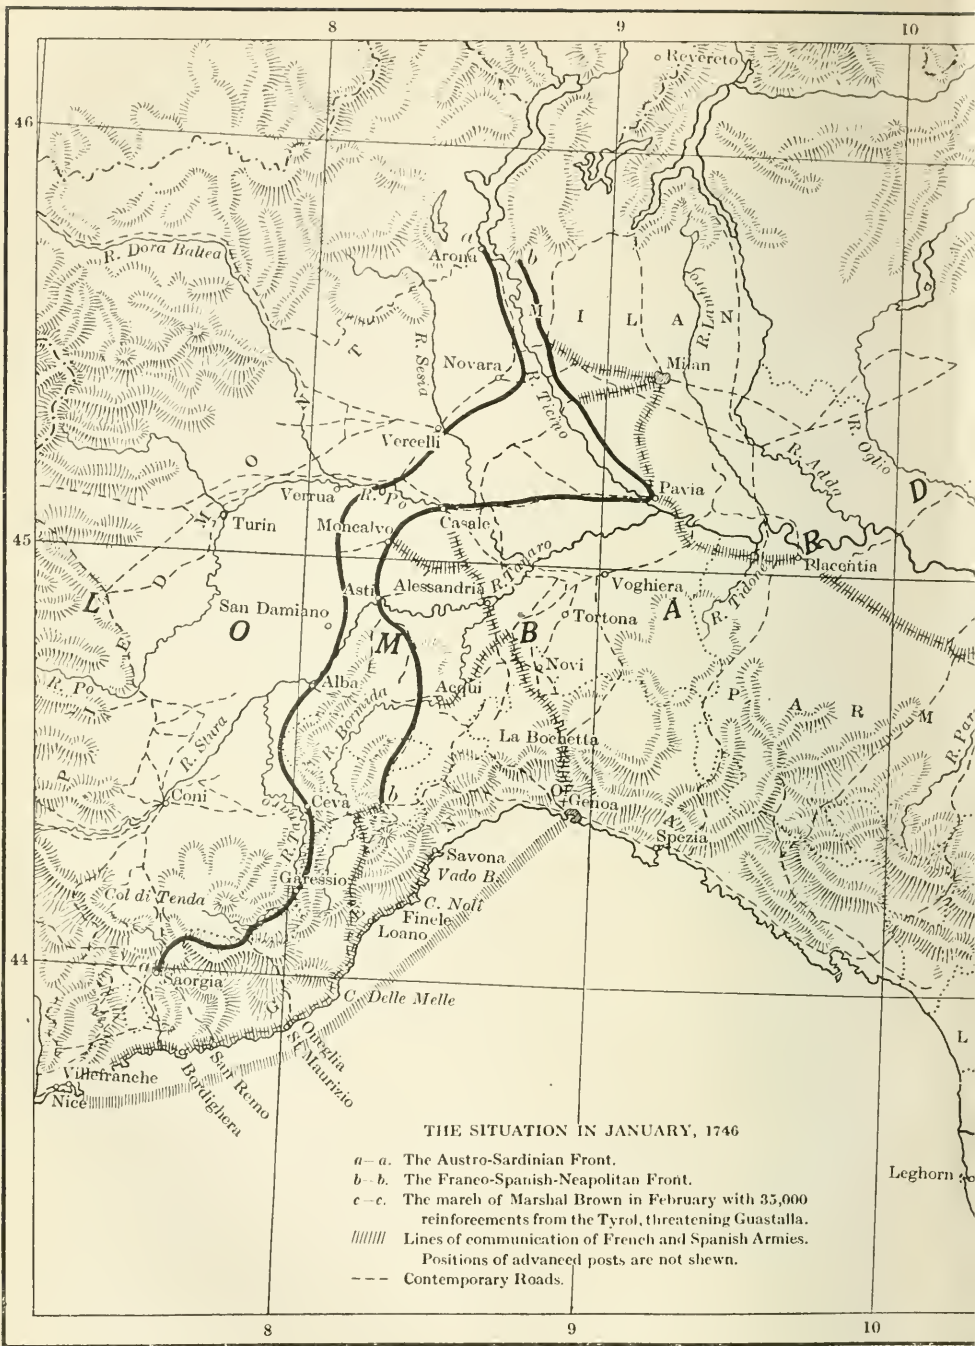 8 9 10
Revereto
46
R. Dora Baltea
Arona
a
b
M I L A N
R. Lambro
R. Sesia
Novara
Milan
R. Ticino
R. Oglio
Vercelli
R. Adda
Verrua
R. Po
Pavia
Turin
Moncalvo
Casale
45
Placentia
L O M B A R D
P I E D M O N T
Asti
Alessandria
R. Tanaro
Voghiera
R. Tidone
San Damiano
Tortona
Novi
R. Po
Alba
Acqui
P A R M
R. Stura
R. Bormida
La Bochetta
R. Par
Coni
Ceva
b
OF
Genoa
Spezia
Savona
Vado B.
Garessio
Col di Tenda
C. Noli
Finele
Loano
44
a
Saorgia
C. Delle Melle
G
Oneglia
St Maurizio
L
Villefranche
San Remo
Nice
Bordighera
THE SITUATION IN JANUARY, 1746
a–a. The Austro-Sardinian Front.
b–b. The Franco-Spanish-Neapolitan Front.
c–c. The march of Marshal Brown in February with 35,000
reinforcements from the Tyrol, threatening Guastalla.
Lines of communication of French and Spanish Armies.
Positions of advanced posts are not shewn.
Contemporary Roads.
Leghorn
8 9 10